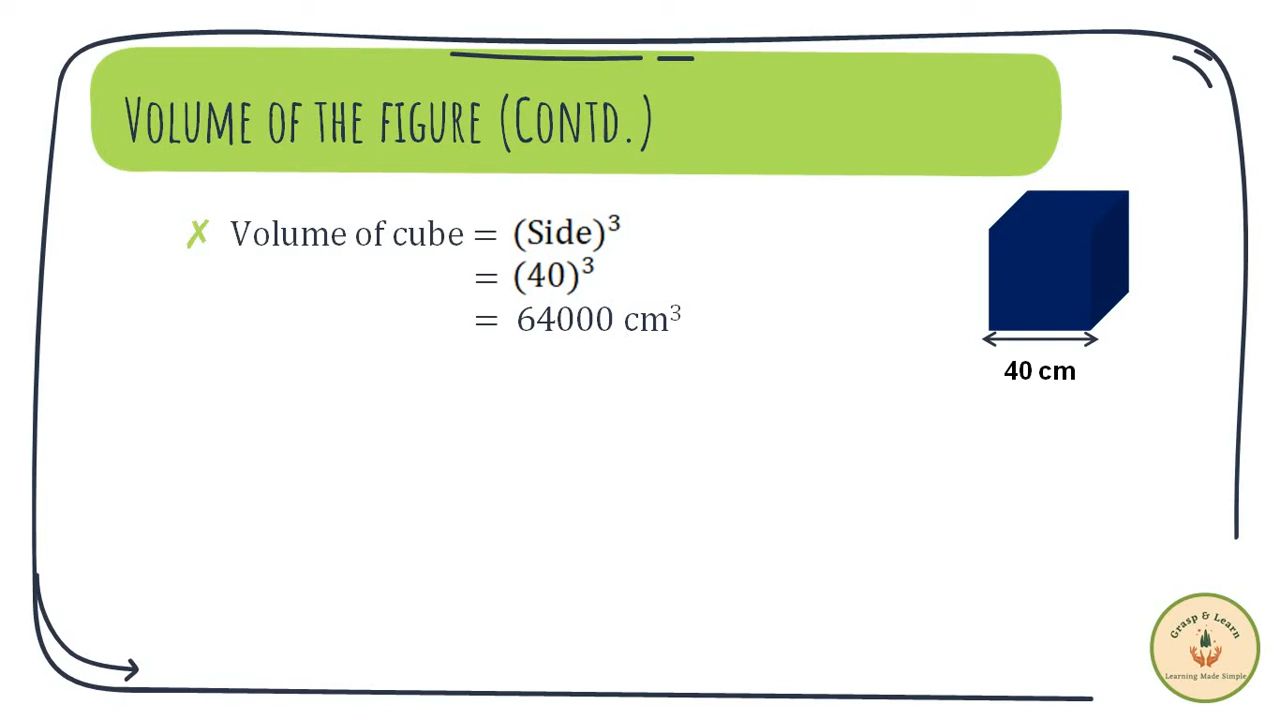 Volume of the figure (Contd.)
✗ Volume of cube = (Side)³
= (40)³
= 64000 cm³
40 cm
Grasp & Learn
Learning Made Simple